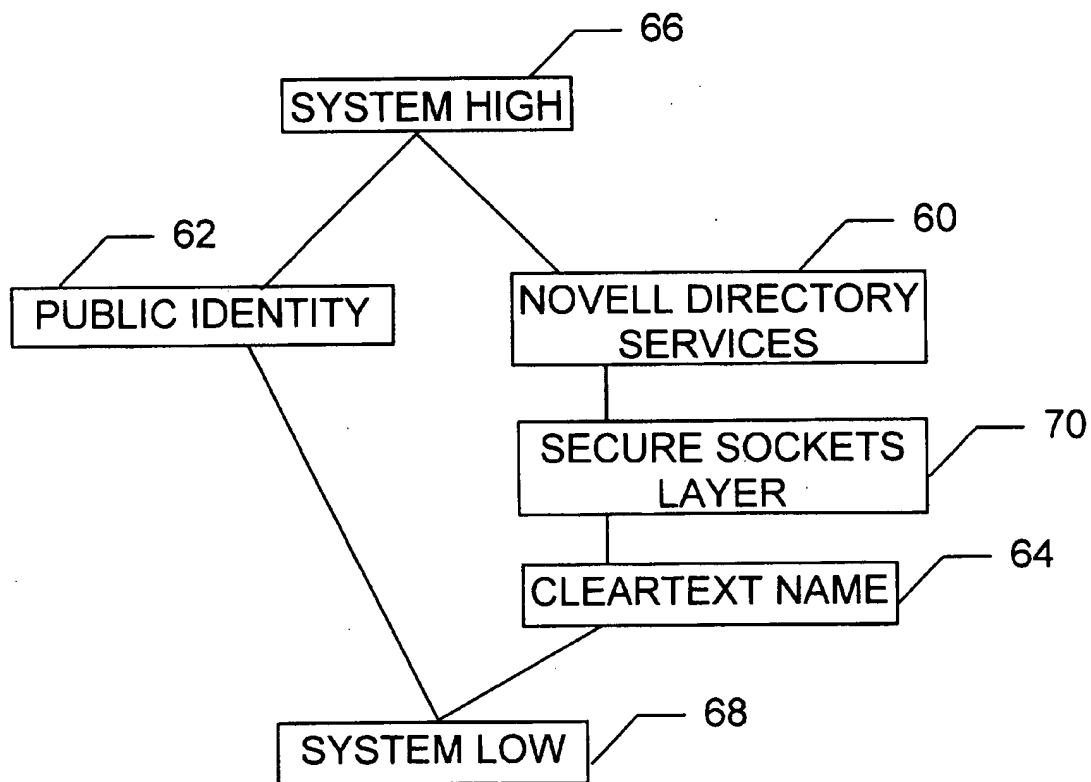 66
SYSTEM HIGH
62
60
PUBLIC IDENTITY
NOVELL DIRECTORY
SERVICES
70
SECURE SOCKETS
LAYER
64
CLEARTEXT NAME
68
SYSTEM LOW